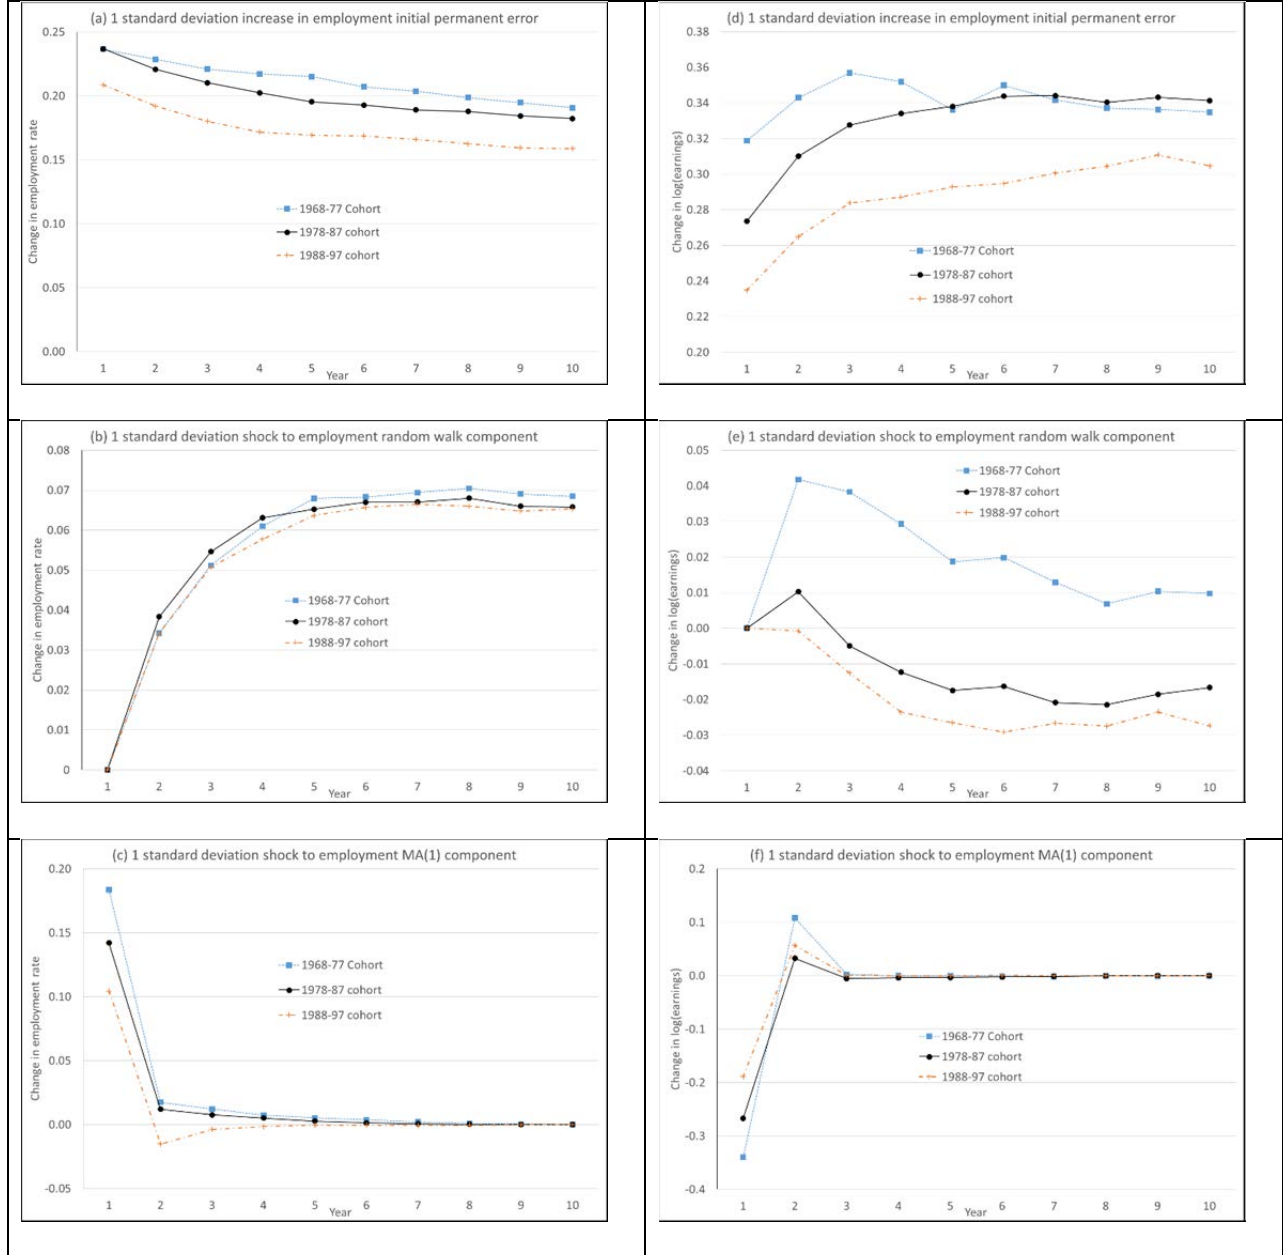 (a) 1 standard deviation increase in employment initial permanent error
0.25
0.20
0.15
0.10
0.05
0.00
Change in employment rate
1968-77 Cohort
1978-87 cohort
1988-97 cohort
1 2 3 4 5 6 7 8 9 10
Year
(d) 1 standard deviation increase in employment initial permanent error
0.38
0.36
0.34
0.32
0.30
0.28
0.26
0.24
0.22
0.20
Change in log(earnings)
1968-77 Cohort
1978-87 cohort
1988-97 cohort
1 2 3 4 5 6 7 8 9 10
Year
(b) 1 standard deviation shock to employment random walk component
0.08
0.07
0.06
0.05
0.04
0.03
0.02
0.01
0
Change in employment rate
1968-77 Cohort
1978-87 cohort
1988-97 cohort
1 2 3 4 5 6 7 8 9 10
Year
(e) 1 standard deviation shock to employment random walk component
0.05
0.04
0.03
0.02
0.01
0.00
-0.01
-0.02
-0.03
-0.04
Change in log(earnings)
1968-77 Cohort
1978-87 cohort
1988-97 cohort
1 2 3 4 5 6 7 8 9 10
Year
(c) 1 standard deviation shock to employment MA(1) component
0.20
0.15
0.10
0.05
0.00
-0.05
Change in employment rate
1968-77 Cohort
1978-87 cohort
1988-97 cohort
1 2 3 4 5 6 7 8 9 10
Year
(f) 1 standard deviation shock to employment MA(1) component
0.2
0.1
0.0
-0.1
-0.2
-0.3
-0.4
Change in log(earnings)
1968-77 Cohort
1978-87 cohort
1988-97 cohort
1 2 3 4 5 6 7 8 9 10
Year